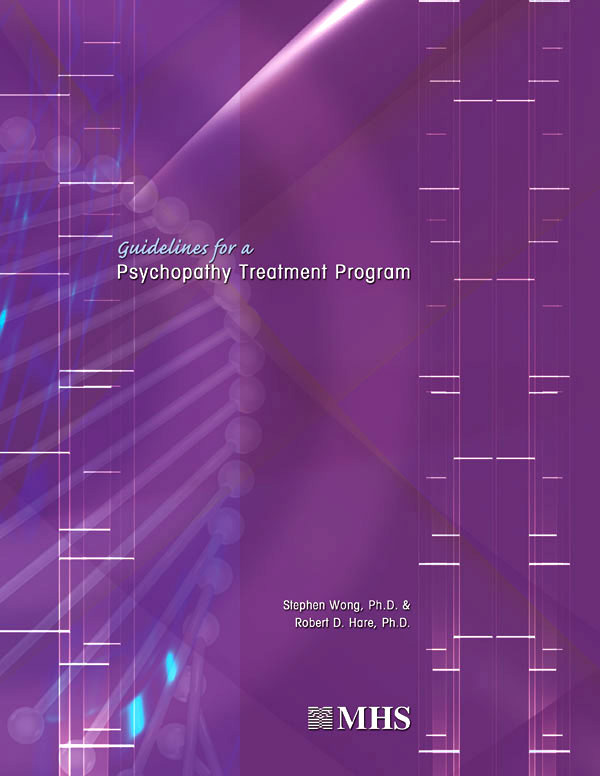 Guidelines for a
Psychopathy Treatment Program
Stephen Wong, Ph.D. &
Robert D. Hare, Ph.D.
MHS